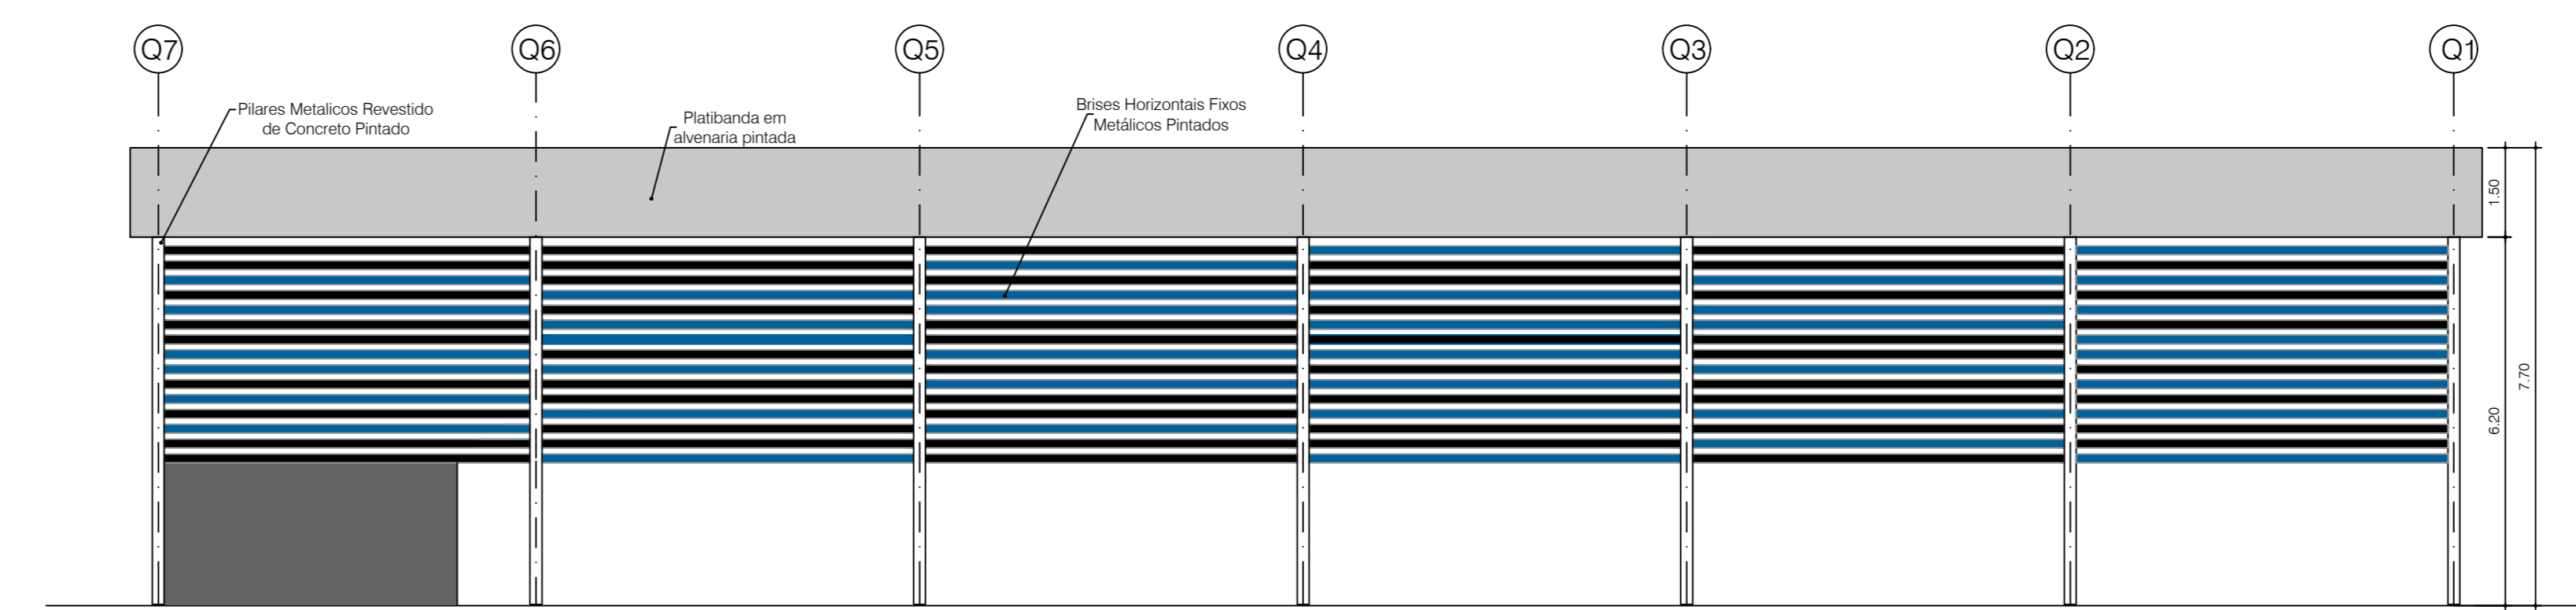 Q7 Q6 Q5 Q4 Q3 Q2 Q1
Pilares Metalicos Revestido
de Concreto Pintado
Platibanda em
alvenaria pintada
Brises Horizontais Fixos
Metálicos Pintados
1.50
7.70
6.20